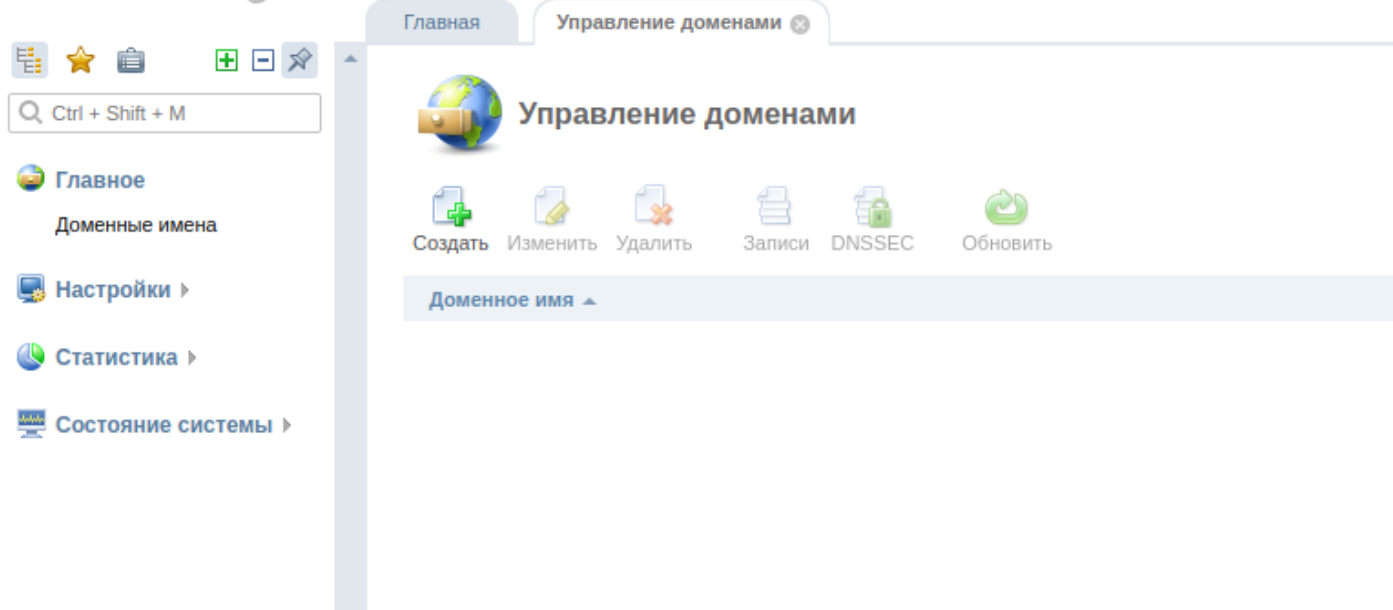 Главная
Управление доменами
Ctrl + Shift + M
Главное
Доменные имена
Настройки
Статистика
Состояние системы
Управление доменами
Создать Изменить Удалить Записи DNSSEC Обновить
Доменное имя